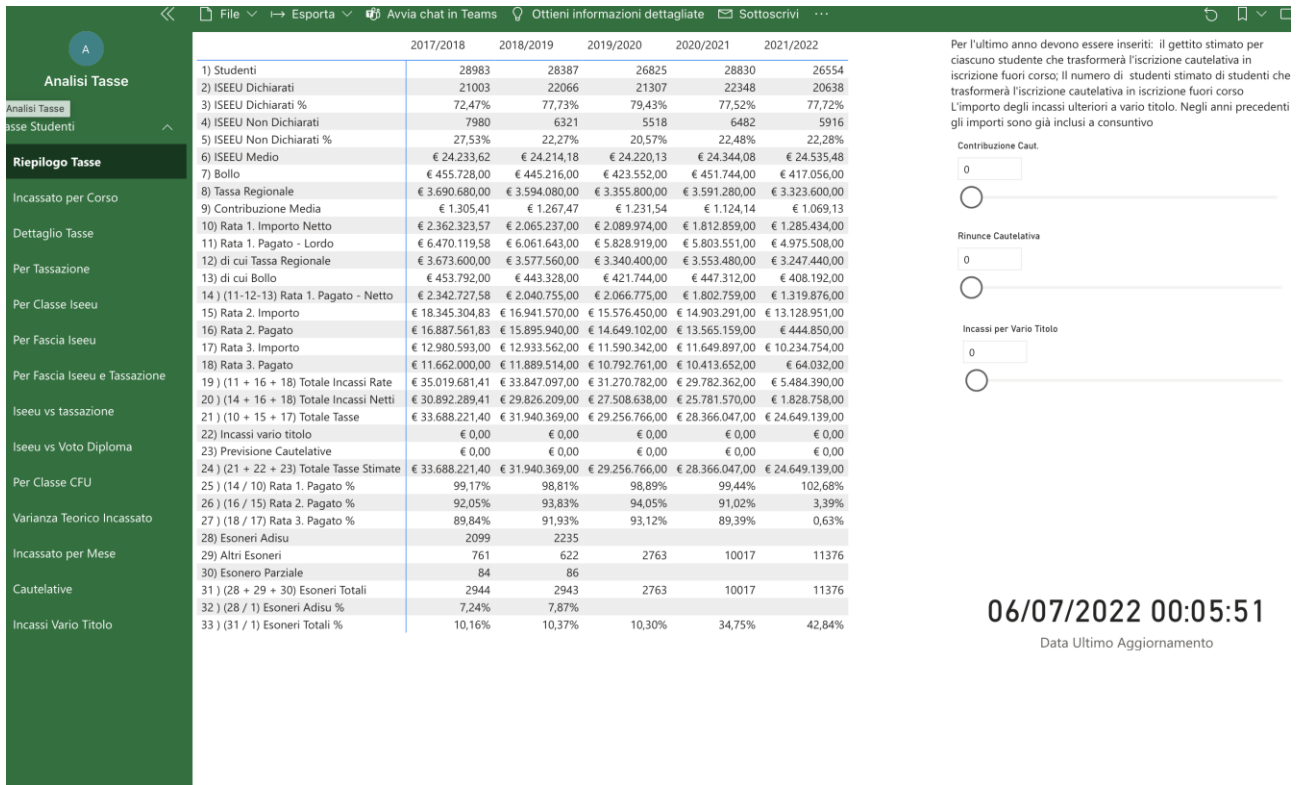 File Esporta Avvia chat in Teams Ottieni informazioni dettagliate Sottoscrivi ···
A
Analisi Tasse
Analisi Tasse
asse Studenti
Riepilogo Tasse
Incassato per Corso
Dettaglio Tasse
Per Tassazione
Per Classe Iseeu
Per Fascia Iseeu
Per Fascia Iseeu e Tassazione
Iseeu vs tassazione
Iseeu vs Voto Diploma
Per Classe CFU
Varianza Teorico Incassato
Incassato per Mese
Cautelative
Incassi Vario Titolo
2017/2018 2018/2019 2019/2020 2020/2021 2021/2022
1) Studenti 28983 28387 26825 28830 26554
2) ISEEU Dichiarati 21003 22066 21307 22348 20638
3) ISEEU Dichiarati % 72,47% 77,73% 79,43% 77,52% 77,72%
4) ISEEU Non Dichiarati 7980 6321 5518 6482 5916
5) ISEEU Non Dichiarati % 27,53% 22,27% 20,57% 22,48% 22,28%
6) ISEEU Medio € 24.233,62 € 24.214,18 € 24.220,13 € 24.344,08 € 24.535,48
7) Bollo € 455.728,00 € 445.216,00 € 423.552,00 € 451.744,00 € 417.056,00
8) Tassa Regionale € 3.690.680,00 € 3.594.080,00 € 3.355.800,00 € 3.591.280,00 € 3.323.600,00
9) Contribuzione Media € 1.305,41 € 1.267,47 € 1.231,54 € 1.124,14 € 1.069,13
10) Rata 1. Importo Netto € 2.362.323,57 € 2.065.237,00 € 2.089.974,00 € 1.812.859,00 € 1.285.434,00
11) Rata 1. Pagato - Lordo € 6.470.119,58 € 6.061.643,00 € 5.828.919,00 € 5.803.551,00 € 4.975.508,00
12) di cui Tassa Regionale € 3.673.600,00 € 3.577.560,00 € 3.340.400,00 € 3.553.480,00 € 3.247.440,00
13) di cui Bollo € 453.792,00 € 443.328,00 € 421.744,00 € 447.312,00 € 408.192,00
14 ) (11-12-13) Rata 1. Pagato - Netto € 2.342.727,58 € 2.040.755,00 € 2.066.775,00 € 1.802.759,00 € 1.319.876,00
15) Rata 2. Importo € 18.345.304,83 € 16.941.570,00 € 15.576.450,00 € 14.903.291,00 € 13.128.951,00
16) Rata 2. Pagato € 16.887.561,83 € 15.895.940,00 € 14.649.102,00 € 13.565.159,00 € 444.850,00
17) Rata 3. Importo € 12.980.593,00 € 12.933.562,00 € 11.590.342,00 € 11.649.897,00 € 10.234.754,00
18) Rata 3. Pagato € 11.662.000,00 € 11.889.514,00 € 10.792.761,00 € 10.413.652,00 € 64.032,00
19 ) (11 + 16 + 18) Totale Incassi Rate € 35.019.681,41 € 33.847.097,00 € 31.270.782,00 € 29.782.362,00 € 5.484.390,00
20 ) (14 + 16 + 18) Totale Incassi Netti € 30.892.289,41 € 29.826.209,00 € 27.508.638,00 € 25.781.570,00 € 1.828.758,00
21 ) (10 + 15 + 17) Totale Tasse € 33.688.221,40 € 31.940.369,00 € 29.256.766,00 € 28.366.047,00 € 24.649.139,00
22) Incassi vario titolo € 0,00 € 0,00 € 0,00 € 0,00 € 0,00
23) Previsione Cautelative € 0,00 € 0,00 € 0,00 € 0,00 € 0,00
24 ) (21 + 22 + 23) Totale Tasse Stimate € 33.688.221,40 € 31.940.369,00 € 29.256.766,00 € 28.366.047,00 € 24.649.139,00
25 ) (14 / 10) Rata 1. Pagato % 99,17% 98,81% 98,89% 99,44% 102,68%
26 ) (16 / 15) Rata 2. Pagato % 92,05% 93,83% 94,05% 91,02% 3,39%
27 ) (18 / 17) Rata 3. Pagato % 89,84% 91,93% 93,12% 89,39% 0,63%
28) Esoneri Adisu 2099 2235
29) Altri Esoneri 761 622 2763 10017 11376
30) Esonero Parziale 84 86
31 ) (28 + 29 + 30) Esoneri Totali 2944 2943 2763 10017 11376
32 ) (28 / 1) Esoneri Adisu % 7,24% 7,87%
33 ) (31 / 1) Esoneri Totali % 10,16% 10,37% 10,30% 34,75% 42,84%
Per l'ultimo anno devono essere inseriti: il gettito stimato per
ciascuno studente che trasformerà l'iscrizione cautelativa in
iscrizione fuori corso; Il numero di studenti stimato di studenti che
trasformerà l'iscrizione cautelativa in iscrizione fuori corso
L'importo degli incassi ulteriori a vario titolo. Negli anni precedenti
gli importi sono già inclusi a consuntivo
Contribuzione Caut.
0
Rinunce Cautelativa
0
Incassi per Vario Titolo
0
06/07/2022 00:05:51
Data Ultimo Aggiornamento